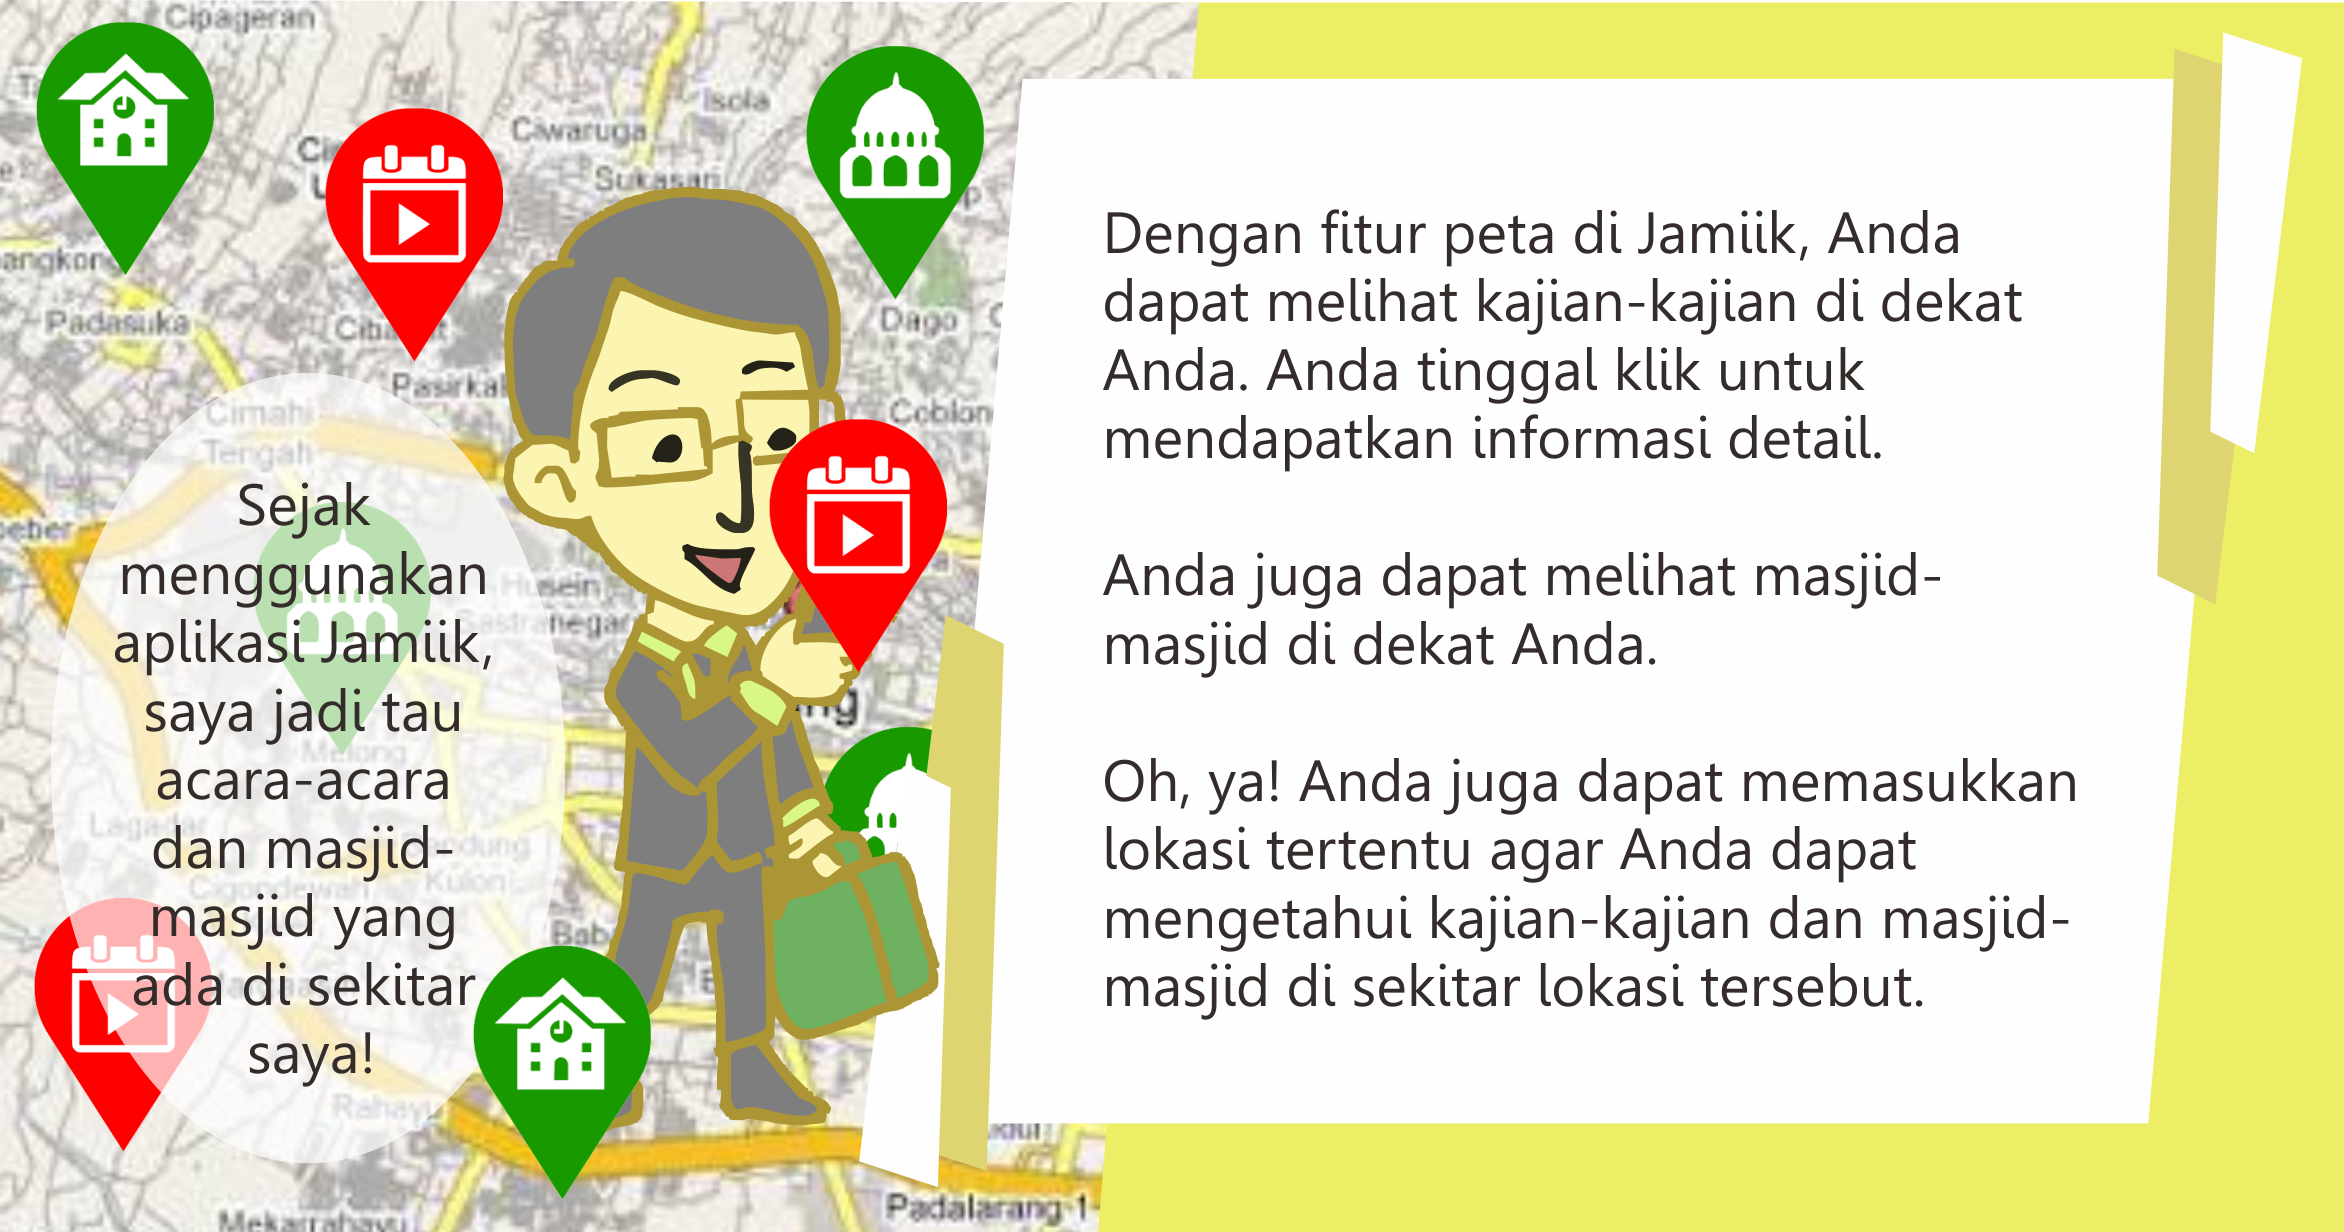 Cipageran
Isola
Ciwaruga
Sukasari
Padasuka
Dago
Coblon
Cimahi
Tengah
Husein
Sastranegar
Sejak
menggunakan
aplikasi Jamiik,
saya jadi tau
acara-acara
dan masjid-
masjid yang
ada di sekitar
saya!
Lagadar
Cigondewah
Kulon
Rahayu
Mekarrahayu
Padalarang 1-
Dengan fitur peta di Jamiik, Anda
dapat melihat kajian-kajian di dekat
Anda. Anda tinggal klik untuk
mendapatkan informasi detail.
Anda juga dapat melihat masjid-
masjid di dekat Anda.
Oh, ya! Anda juga dapat memasukkan
lokasi tertentu agar Anda dapat
mengetahui kajian-kajian dan masjid-
masjid di sekitar lokasi tersebut.